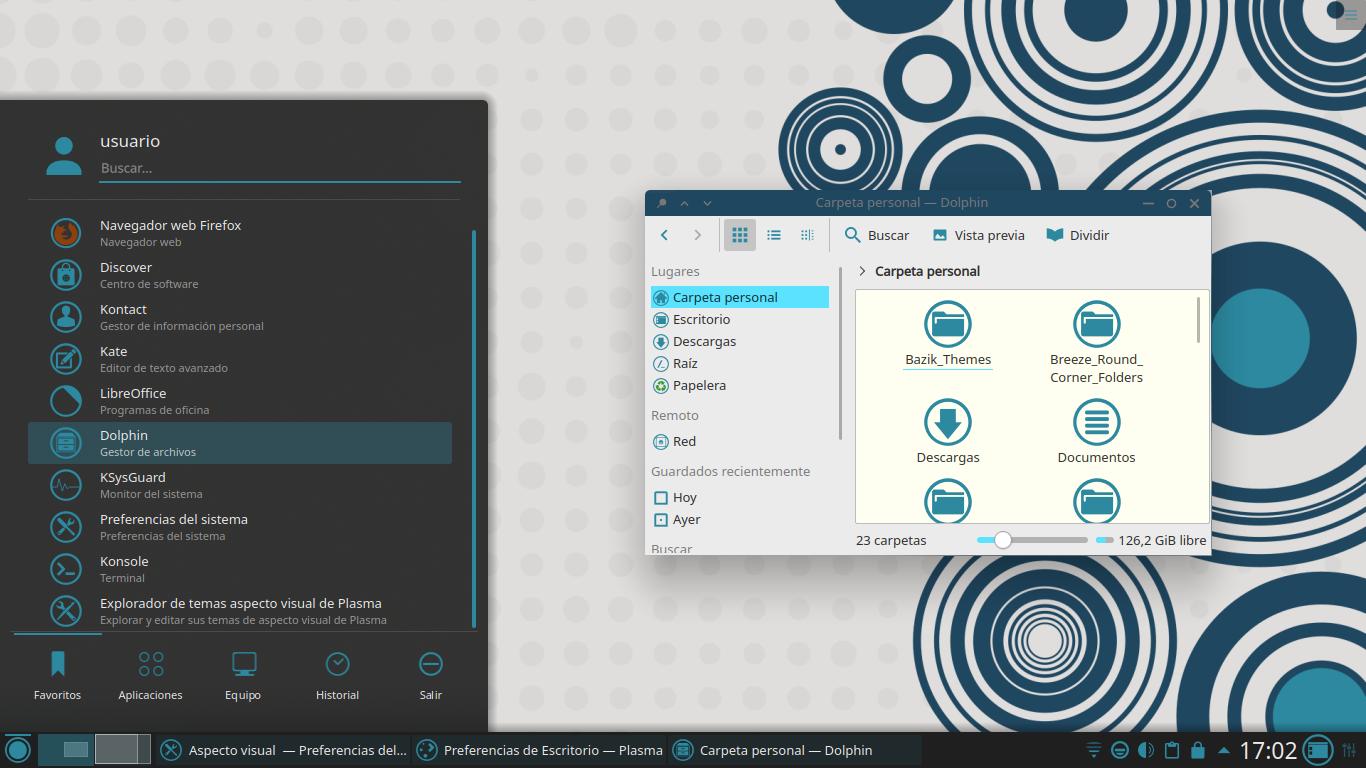 usuario
Buscar...
Navegador web Firefox
Navegador web
Discover
Centro de software
Kontact
Gestor de información personal
Kate
Editor de texto avanzado
LibreOffice
Programas de oficina
Dolphin
Gestor de archivos
KSysGuard
Monitor del sistema
Preferencias del sistema
Preferencias del sistema
Konsole
Terminal
Explorador de temas aspecto visual de Plasma
Explorar y editar sus temas de aspecto visual de Plasma
Favoritos
Aplicaciones
Equipo
Historial
Salir
Carpeta personal — Dolphin
Buscar
Vista previa
Dividir
Lugares
Carpeta personal
Escritorio
Descargas
Raíz
Papelera
Remoto
Red
Guardados recientemente
Hoy
Ayer
Buscar
Carpeta personal
Bazik_Themes
Breeze_Round_
Corner_Folders
Descargas
Documentos
23 carpetas
126,2 GiB libre
Aspecto visual — Preferencias del...
Preferencias de Escritorio — Plasma
Carpeta personal — Dolphin
17:02